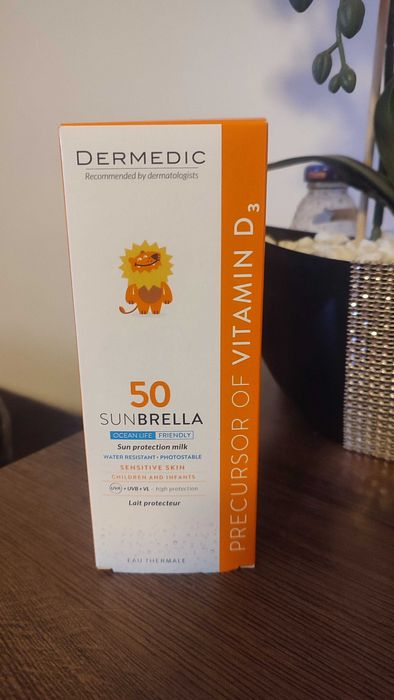 DERMEDIC
Recommended by dermatologists
50
SUNBRELLA
OCEAN LIFE FRIENDLY
Sun protection milk
WATER RESISTANT • PHOTOSTABLE
SENSITIVE SKIN
CHILDREN AND INFANTS
UVA + UVB + VL - high protection
Lait protecteur
EAU THERMALE
PRECURSOR OF VITAMIN D₃